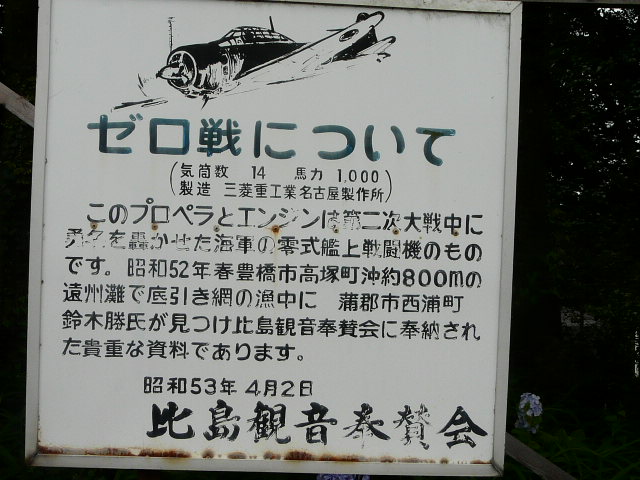 ゼロ戦について
(気筒数 14 馬力 1,000
製造 三菱重工業名古屋製作所)
このプロペラとエンジンは第二次大戦中に
勇名を轟かせた海軍の零式艦上戦闘機のもの
です。昭和52年春豊橋市高塚町沖約800mの
遠州灘で底引き網の漁中に 蒲郡市西浦町
鈴木勝氏が見つけ比島観音奉賛会に奉納され
た貴重な資料であります。
昭和53年4月2日
比島観音奉賛会